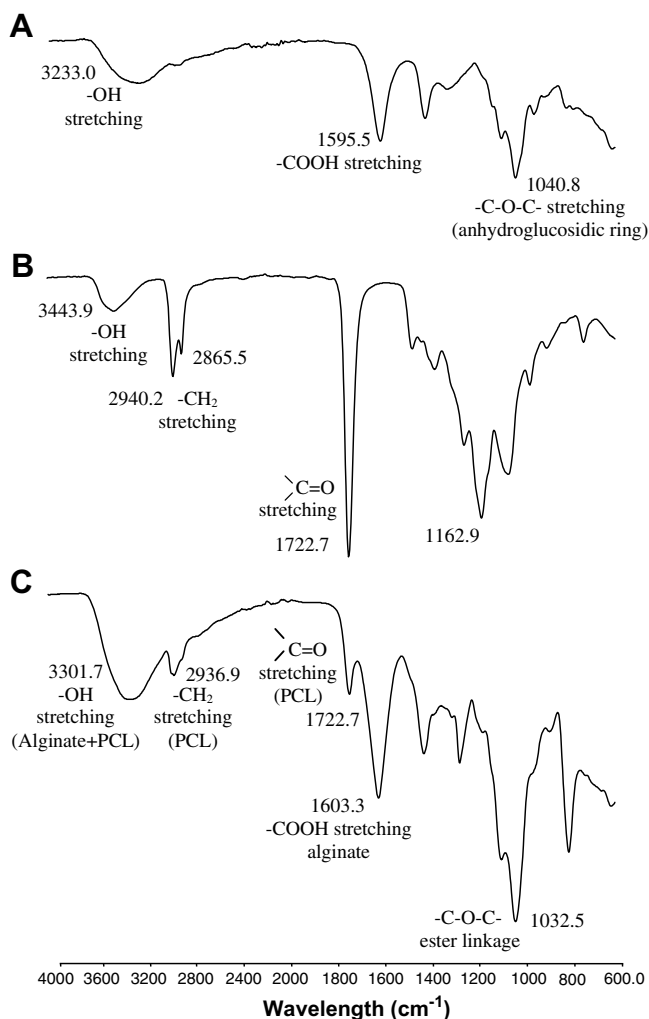 A
3233.0
-OH
stretching
1595.5
-COOH stretching
1040.8
-C-O-C- stretching
(anhydroglucosidic ring)
B
3443.9
-OH
stretching
2865.5
2940.2 -CH₂
stretching
C=O
stretching
1722.7
1162.9
C
3301.7
-OH
stretching
(Alginate+PCL)
2936.9
-CH₂
stretching
(PCL)
C=O
stretching
(PCL)
1722.7
1603.3
-COOH stretching
alginate
-C-O-C-
ester linkage
1032.5
4000 3600 3200 2800 2400 2000 1800 1600 1400 1200 1000 800 600.0
Wavelength (cm⁻¹)